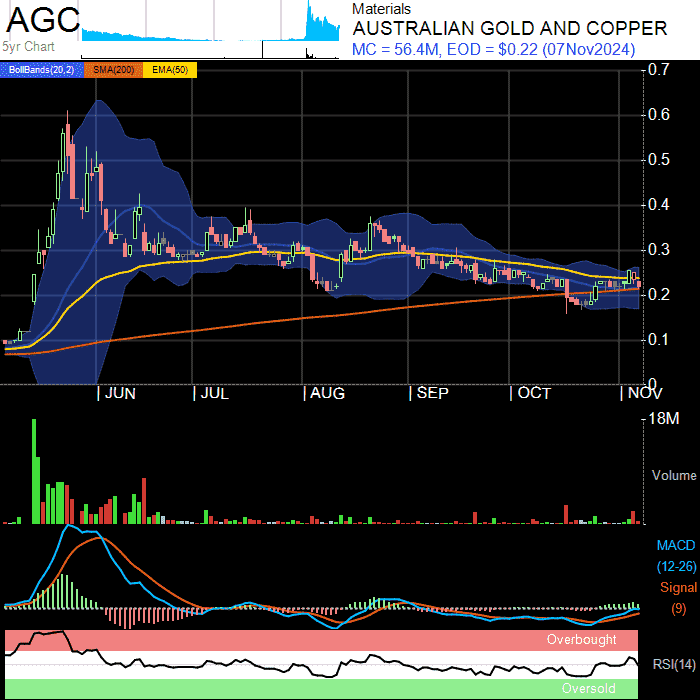 AGC
Materials
AUSTRALIAN GOLD AND COPPER
5yr Chart
MC = 56.4M, EOD = $0.22 (07Nov2024)
BollBands(20,2) SMA(200) EMA(50)
0.7
0.6
0.5
0.4
0.3
0.2
0.1
0
JUN JUL AUG SEP OCT NOV
18M
Volume
MACD
(12-26)
Signal
(9)
Overbought
RSI(14)
Oversold